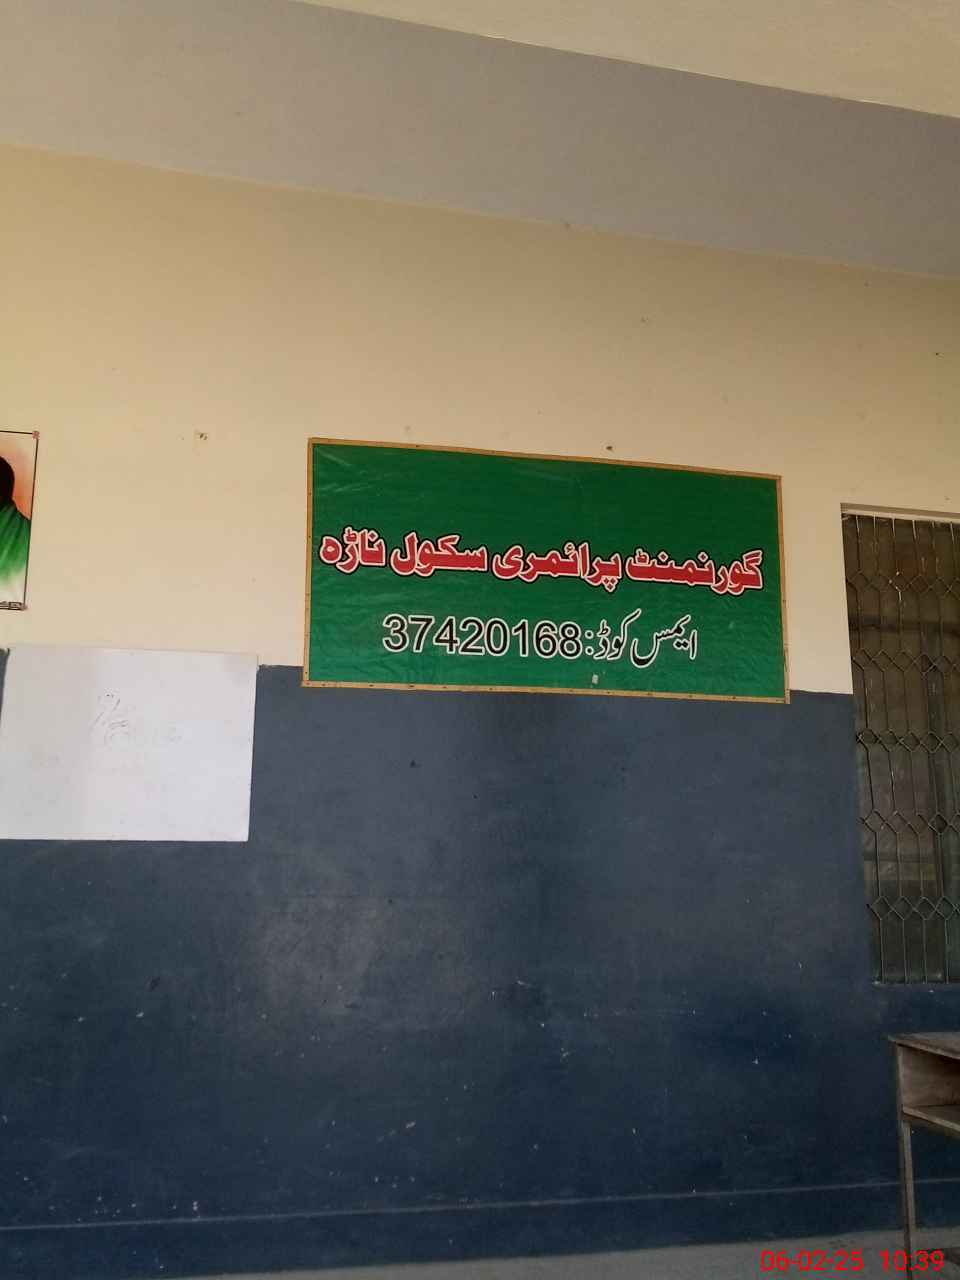 گورنمنٹ پرائمری سکول ناڑہ
ایمس کوڈ: 37420168
06-02-25 10:39